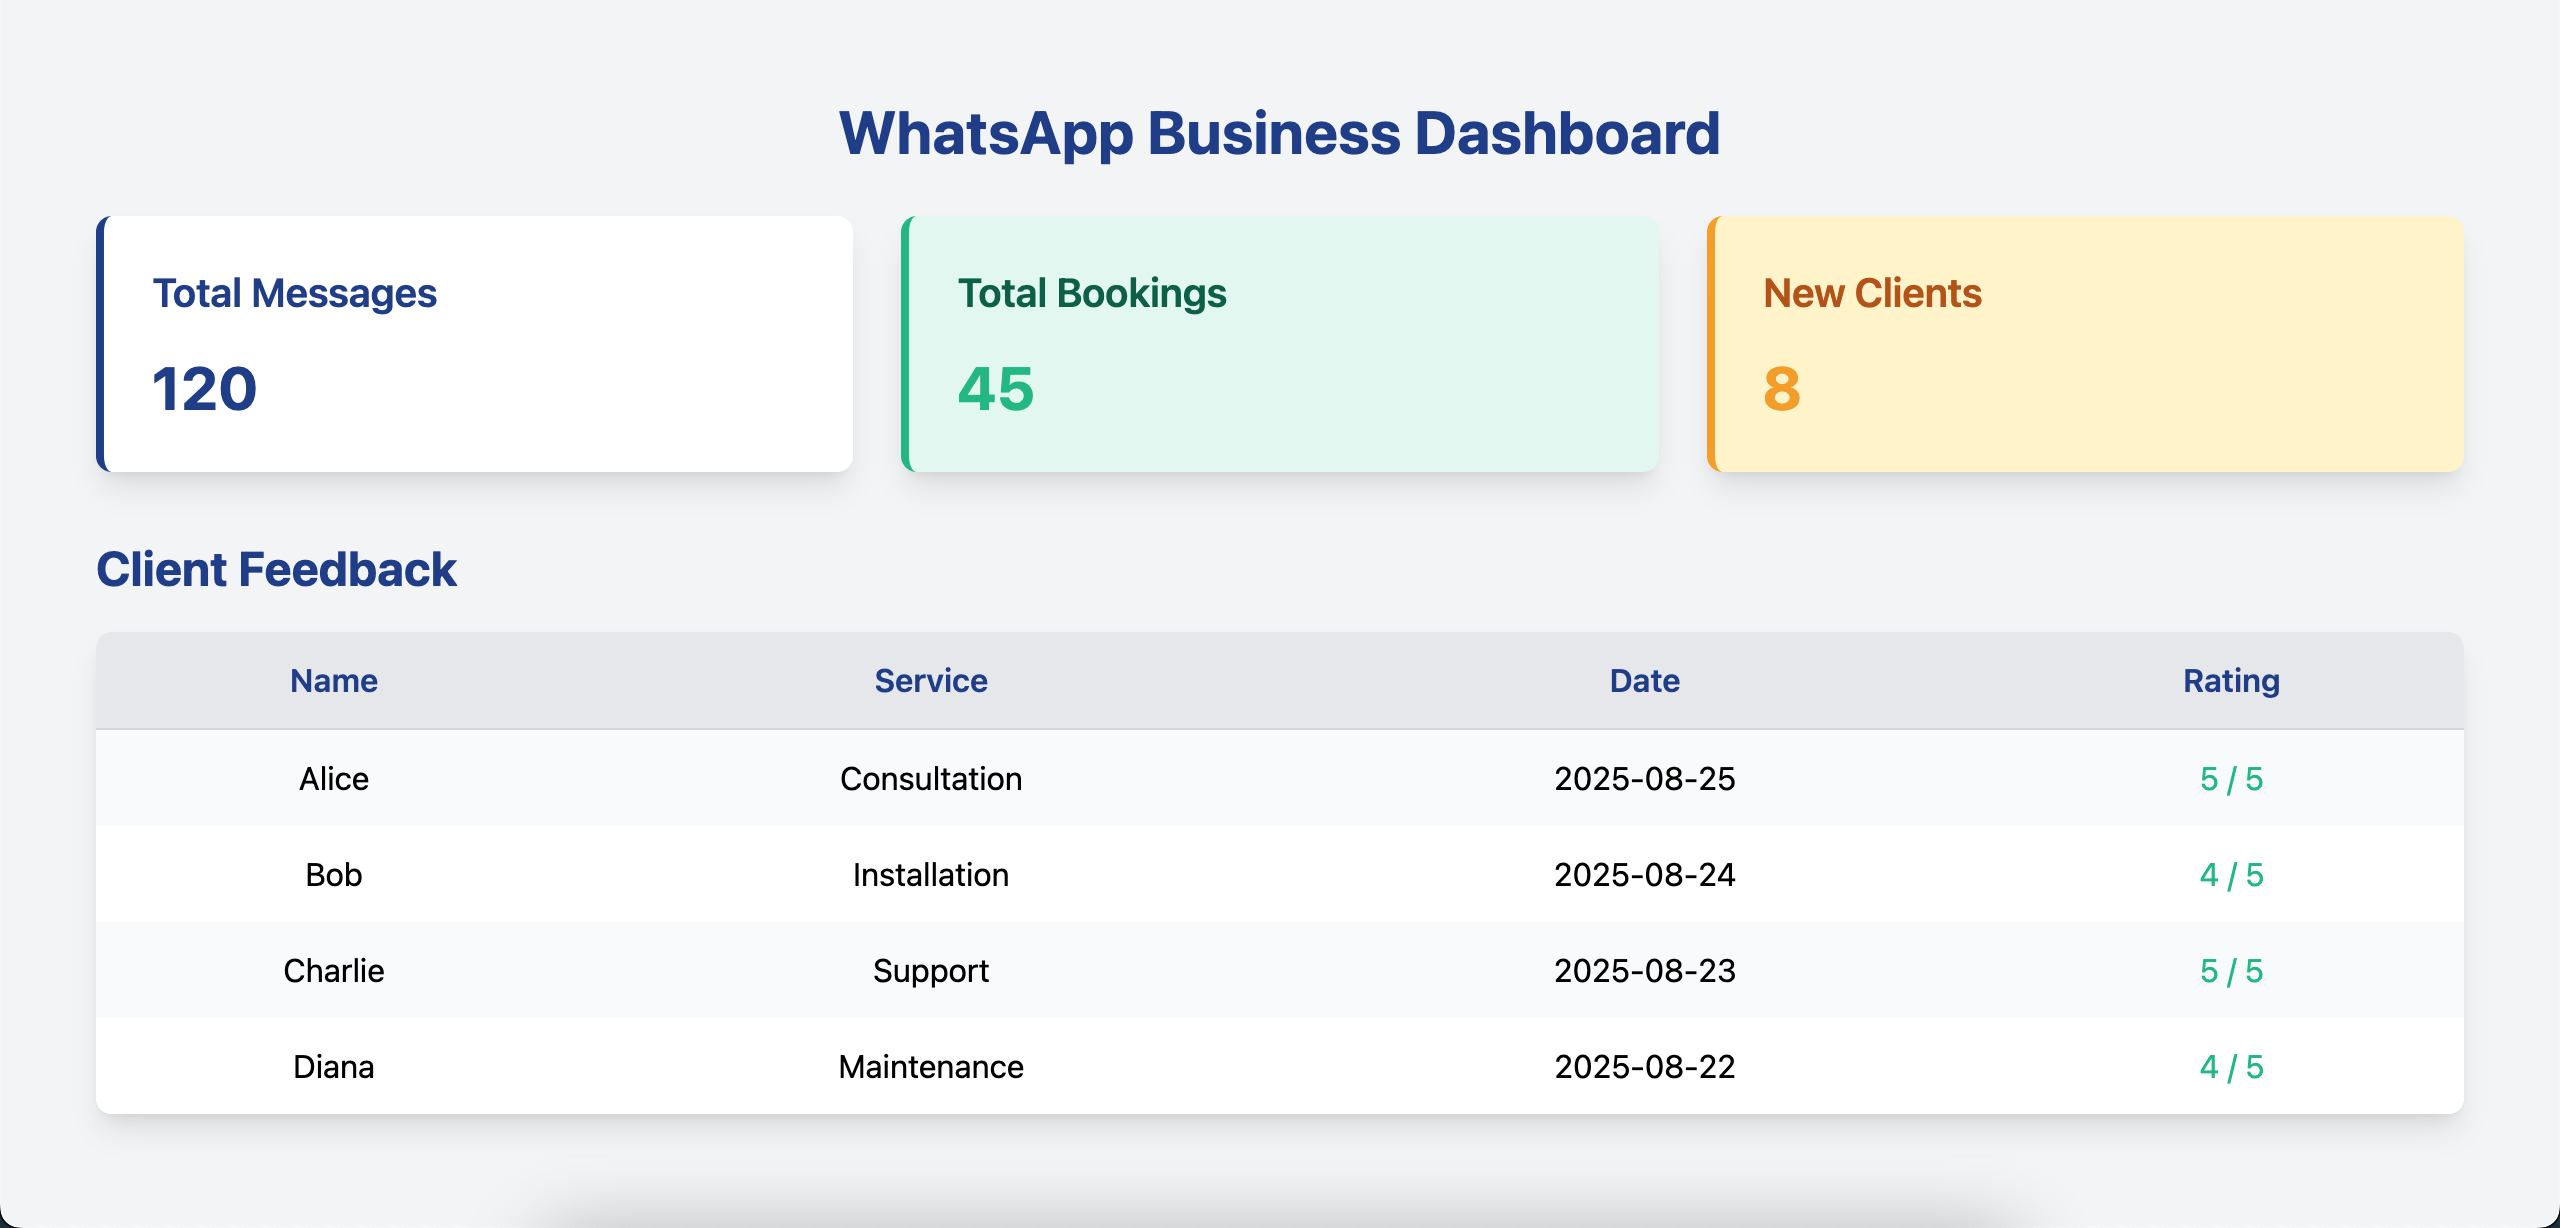 WhatsApp Business Dashboard
Total Messages
120
Total Bookings
45
New Clients
8
Client Feedback
Name Service Date Rating
Alice Consultation 2025-08-25 5 / 5
Bob Installation 2025-08-24 4 / 5
Charlie Support 2025-08-23 5 / 5
Diana Maintenance 2025-08-22 4 / 5